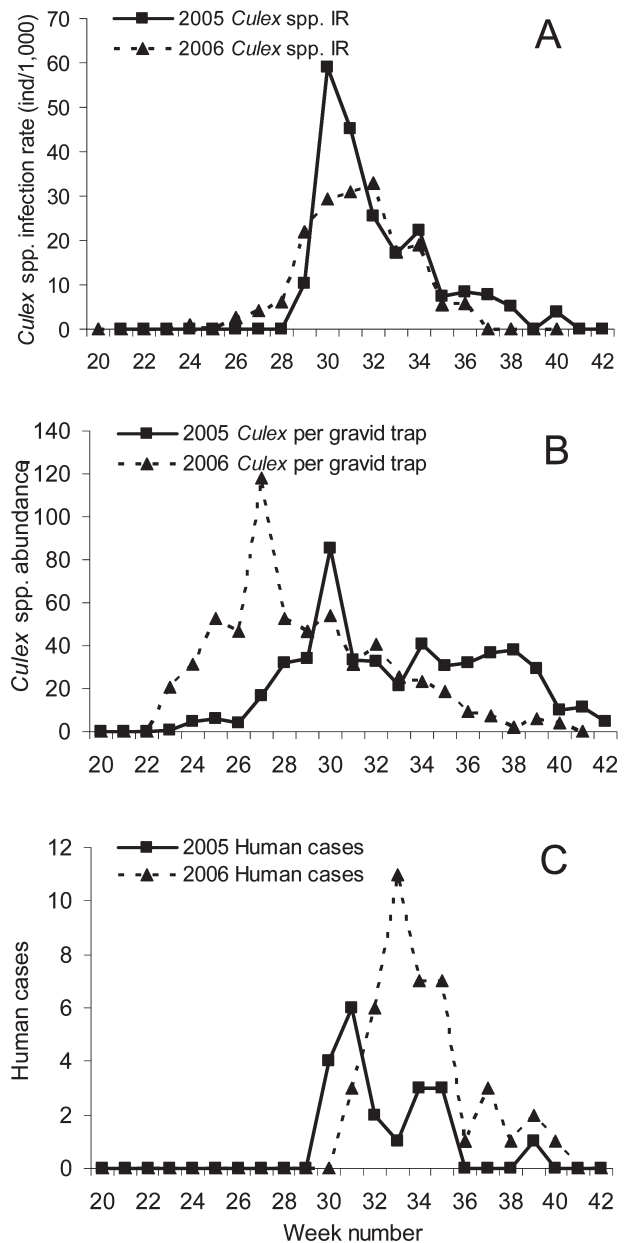 A
2005 Culex spp. IR
2006 Culex spp. IR
Culex spp. infection rate (ind/1,000)
70
60
50
40
30
20
10
0
20 22 24 26 28 30 32 34 36 38 40 42
B
2005 Culex per gravid trap
2006 Culex per gravid trap
Culex spp. abundance
140
120
100
80
60
40
20
0
20 22 24 26 28 30 32 34 36 38 40 42
C
2005 Human cases
2006 Human cases
Human cases
12
10
8
6
4
2
0
20 22 24 26 28 30 32 34 36 38 40 42
Week number